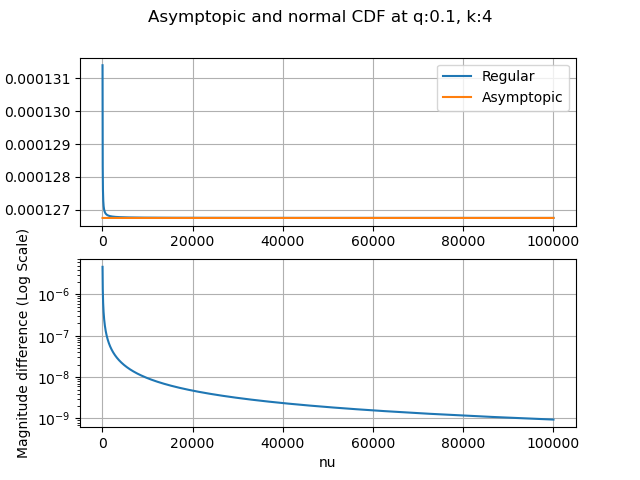 Asymptopic and normal CDF at q:0.1, k:4
0.000131
0.000130
0.000129
0.000128
0.000127
Regular
Asymptopic
0 20000 40000 60000 80000 100000
Magnitude difference (Log Scale)
10⁻⁶
10⁻⁷
10⁻⁸
10⁻⁹
0 20000 40000 60000 80000 100000
nu